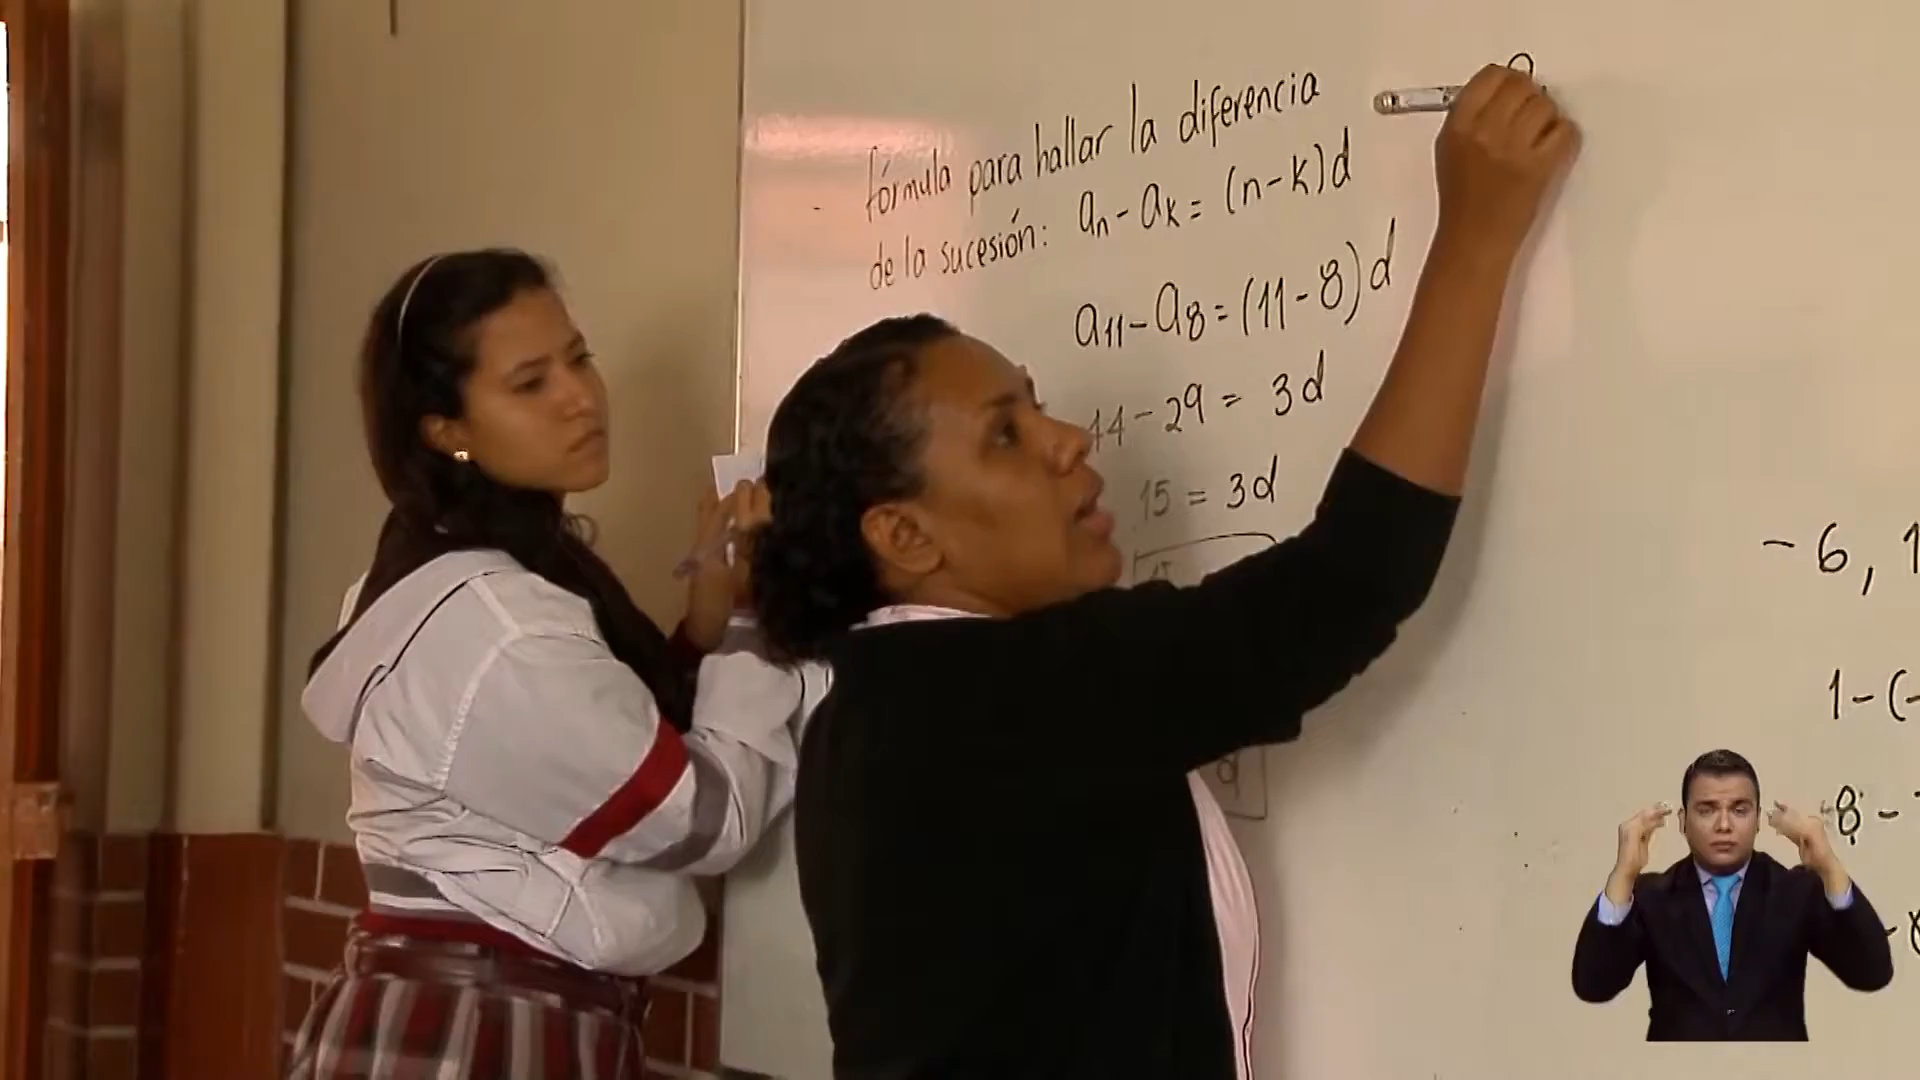 - fórmula para hallar la diferencia
de la sucesión: aₙ - aₖ = (n-k)d
a₁₁ - a₈ = (11-8)d
44 - 29 = 3d
15 = 3d
d
- 6, 1
1-(-
8 -